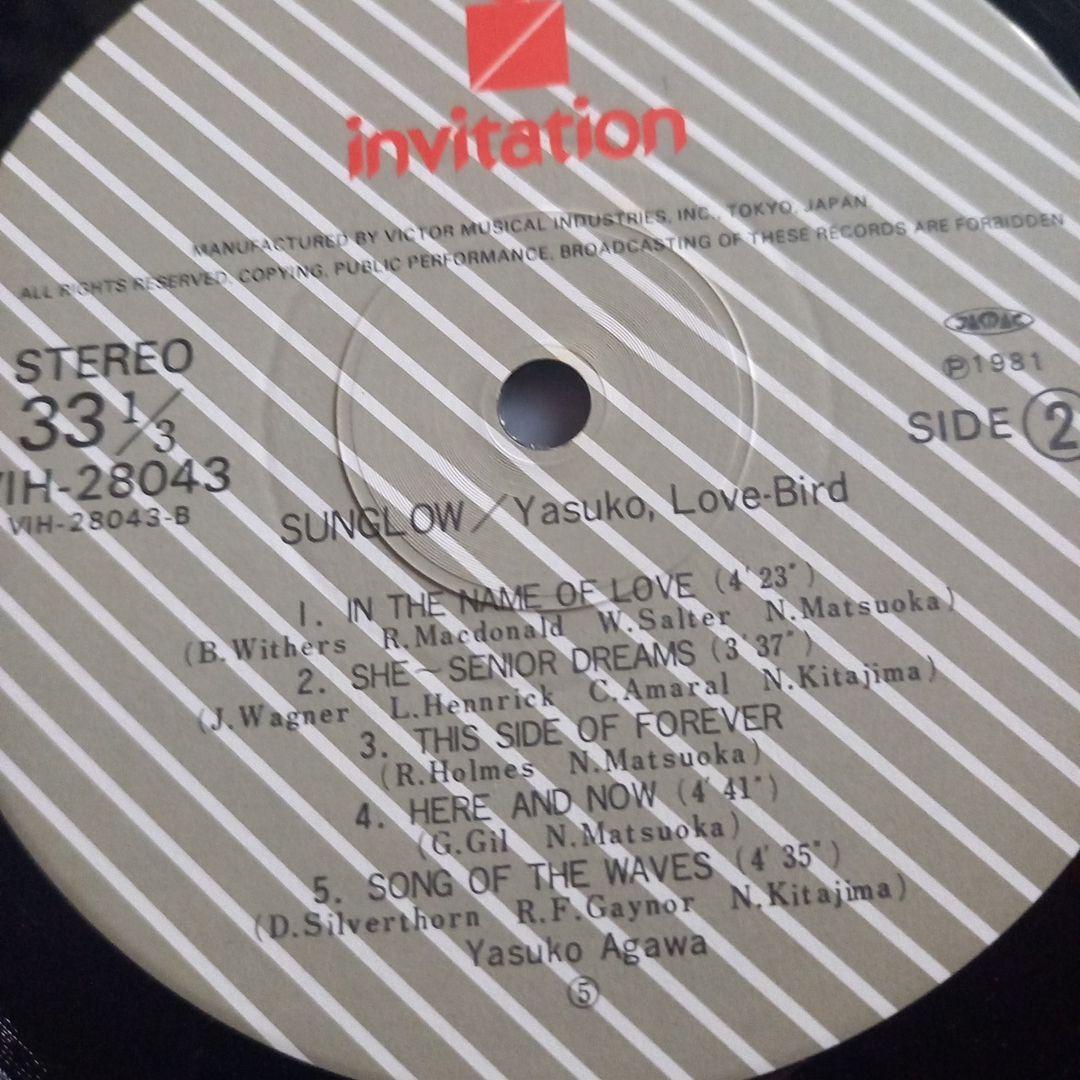 invitation
MANUFACTURED BY VICTOR MUSICAL INDUSTRIES, INC., TOKYO, JAPAN
ALL RIGHTS RESERVED. COPYING, PUBLIC PERFORMANCE, BROADCASTING OF THESE RECORDS ARE FORBIDDEN
STEREO
33 1/3
VIH-28043
VIH-28043-B
JASRAC
Ⓟ1981
SIDE ②
SUNGLOW / Yasuko, Love-Bird
1. IN THE NAME OF LOVE (4'23")
(B.Withers R.Macdonald W.Salter N.Matsuoka)
2. SHE~SENIOR DREAMS (3'37")
(J.Wagner L.Hennrick C.Amaral N.Kitajima)
3. THIS SIDE OF FOREVER
(R.Holmes N.Matsuoka)
4. HERE AND NOW (4'41")
(G.Gil N.Matsuoka)
5. SONG OF THE WAVES (4'35")
(D.Silverthorn R.F.Gaynor N.Kitajima)
Yasuko Agawa
⑤